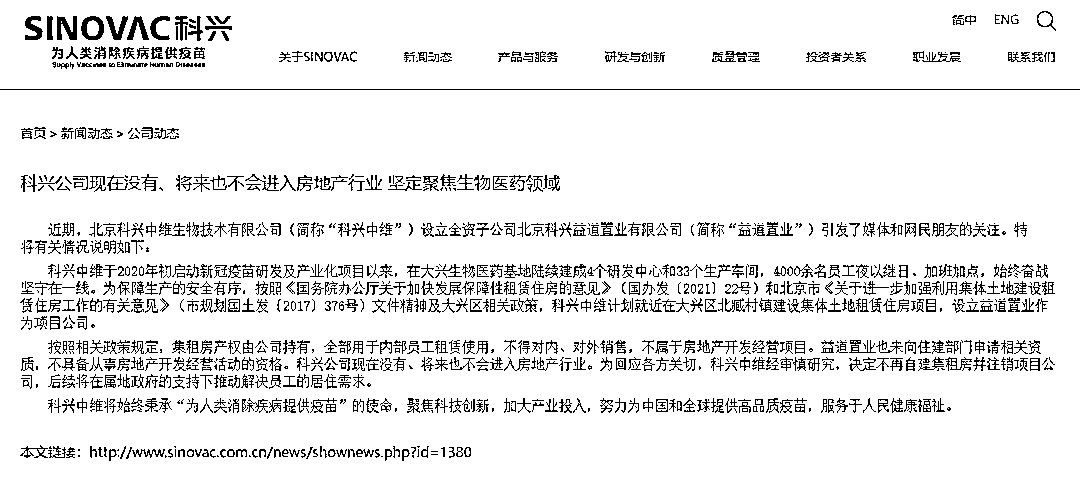 SINOVAC科兴
为人类消除疾病提供疫苗
Supply Vaccines to Eliminate Human Diseases
简中 ENG
关于SINOVAC 新闻动态 产品与服务 研发与创新 质量管理 投资者关系 职业发展 联系我们
首页 > 新闻动态 > 公司动态
科兴公司现在没有、将来也不会进入房地产行业 坚定聚焦生物医药领域
近期，北京科兴中维生物技术有限公司（简称“科兴中维”）设立全资子公司北京科兴益道置业有限公司（简称“益道置业”）引发了媒体和网民朋友的关注。特
将有关情况说明如下。
科兴中维于2020年初启动新冠疫苗研发及产业化项目以来，在大兴生物医药基地陆续建成4个研发中心和33个生产车间，4000余名员工夜以继日、加班加点，始终奋战
坚守在一线。为保障生产的安全有序，按照《国务院办公厅关于加快发展保障性租赁住房的意见》（国办发〔2021〕22号）和北京市《关于进一步加强利用集体土地建设租
赁住房工作的有关意见》（市规划国土发〔2017〕376号）文件精神及大兴区相关政策，科兴中维计划就近在大兴区北臧村镇建设集体土地租赁住房项目，设立益道置业作
为项目公司。
按照相关政策规定，集租房产权由公司持有，全部用于内部员工租赁使用，不得对内、对外销售，不属于房地产开发经营项目。益道置业也未向住建部门申请相关资
质，不具备从事房地产开发经营活动的资格。科兴公司现在没有、将来也不会进入房地产行业。为回应各方关切，科兴中维经审慎研究，决定不再自建集租房并注销项目公
司，后续将在属地政府的支持下推动解决员工的居住需求。
科兴中维将始终秉承“为人类消除疾病提供疫苗”的使命，聚焦科技创新，加大产业投入，努力为中国和全球提供高品质疫苗，服务于人民健康福祉。
本文链接：http://www.sinovac.com.cn/news/shownews.php?id=1380